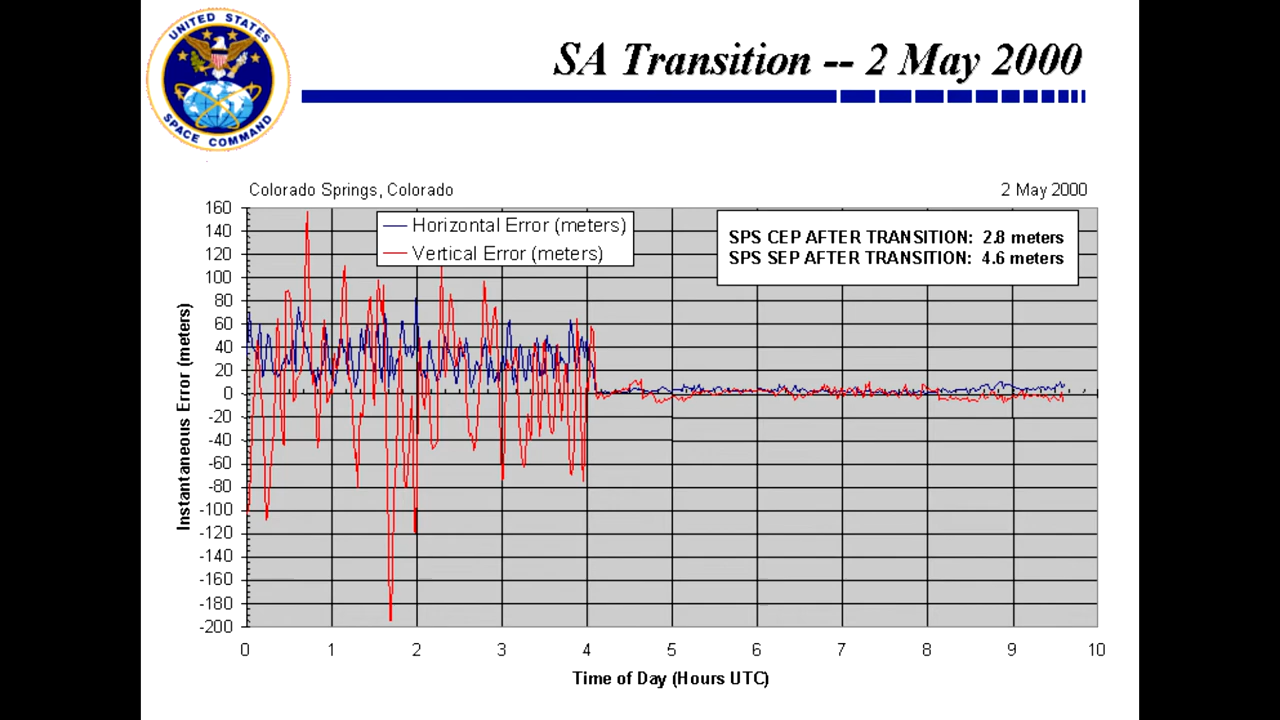 UNITED STATES
SPACE COMMAND
SA Transition -- 2 May 2000
Colorado Springs, Colorado
2 May 2000
Horizontal Error (meters)
Vertical Error (meters)
SPS CEP AFTER TRANSITION: 2.8 meters
SPS SEP AFTER TRANSITION: 4.6 meters
Instantaneous Error (meters)
160
140
120
100
80
60
40
20
0
-20
-40
-60
-80
-100
-120
-140
-160
-180
-200
0 1 2 3 4 5 6 7 8 9 10
Time of Day (Hours UTC)